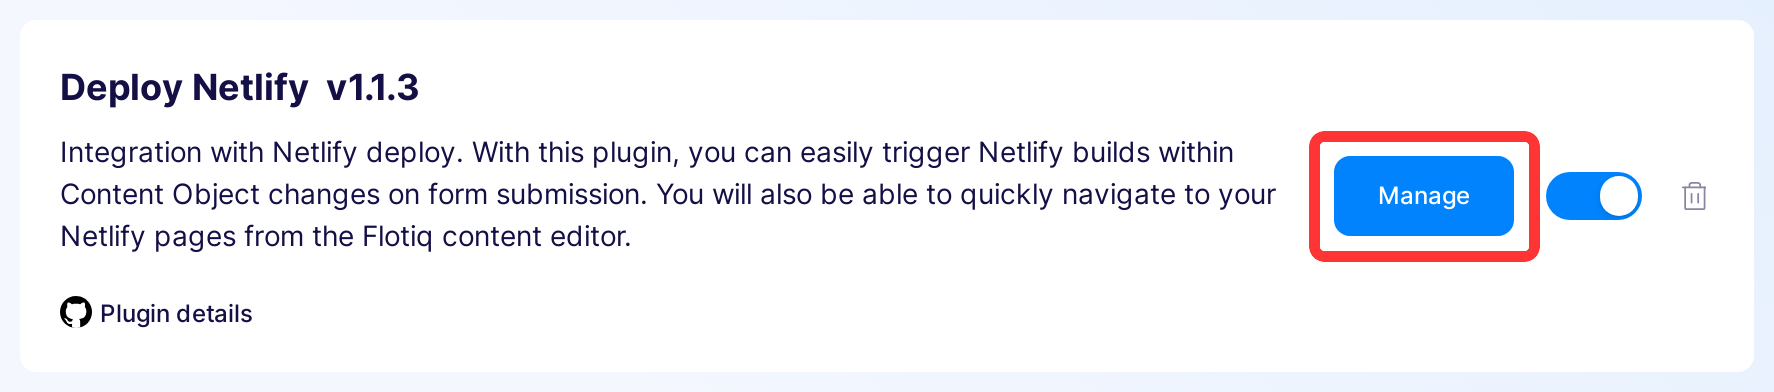 Deploy Netlify v1.1.3
Integration with Netlify deploy. With this plugin, you can easily trigger Netlify builds within
Content Object changes on form submission. You will also be able to quickly navigate to your
Netlify pages from the Flotiq content editor.
Manage
Plugin details